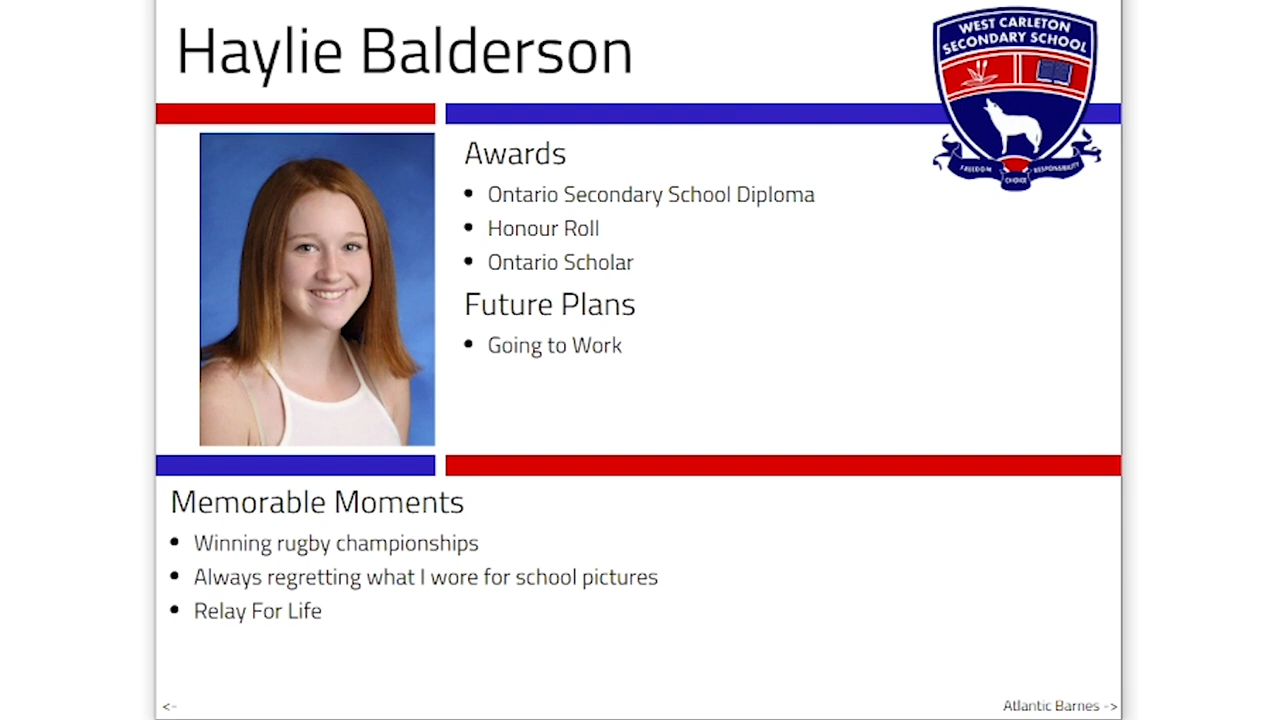 Haylie Balderson
WEST CARLETON
SECONDARY SCHOOL
FREEDOM
CHOICE
RESPONSIBILITY
Awards
• Ontario Secondary School Diploma
• Honour Roll
• Ontario Scholar
Future Plans
• Going to Work
Memorable Moments
• Winning rugby championships
• Always regretting what I wore for school pictures
• Relay For Life
<-
Atlantic Barnes ->